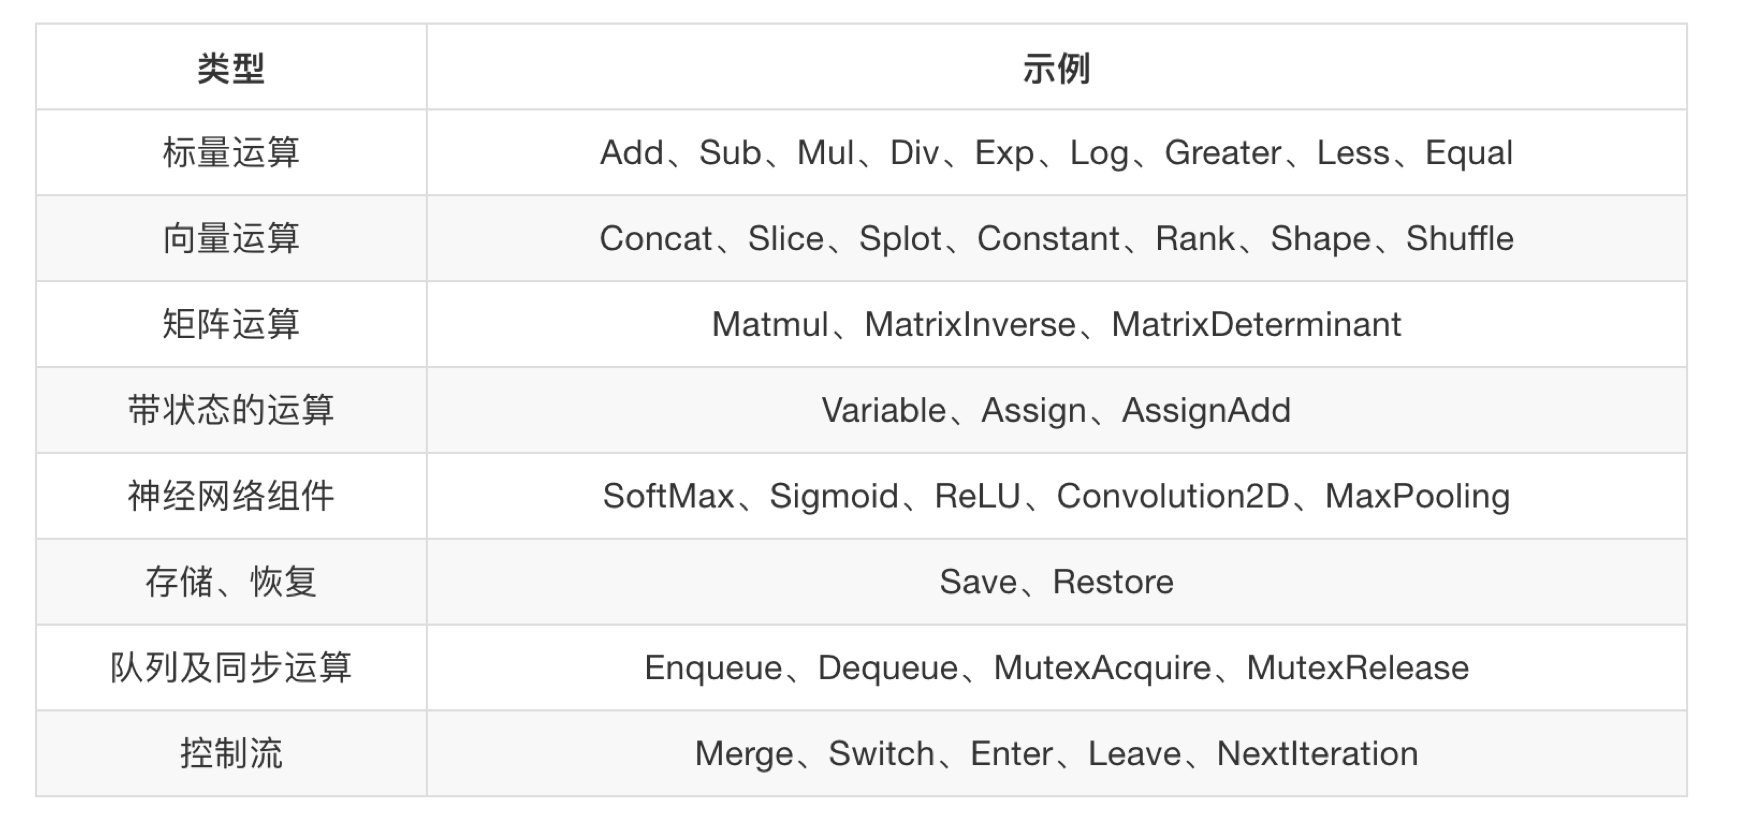 类型 示例
标量运算 Add、Sub、Mul、Div、Exp、Log、Greater、Less、Equal
向量运算 Concat、Slice、Splot、Constant、Rank、Shape、Shuffle
矩阵运算 Matmul、MatrixInverse、MatrixDeterminant
带状态的运算 Variable、Assign、AssignAdd
神经网络组件 SoftMax、Sigmoid、ReLU、Convolution2D、MaxPooling
存储、恢复 Save、Restore
队列及同步运算 Enqueue、Dequeue、MutexAcquire、MutexRelease
控制流 Merge、Switch、Enter、Leave、NextIteration